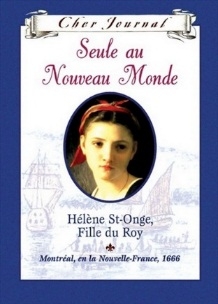 Cher Journal
Seule au
Nouveau Monde
Hélène St-Onge,
Fille du Roy
Montréal, en la Nouvelle-France, 1666